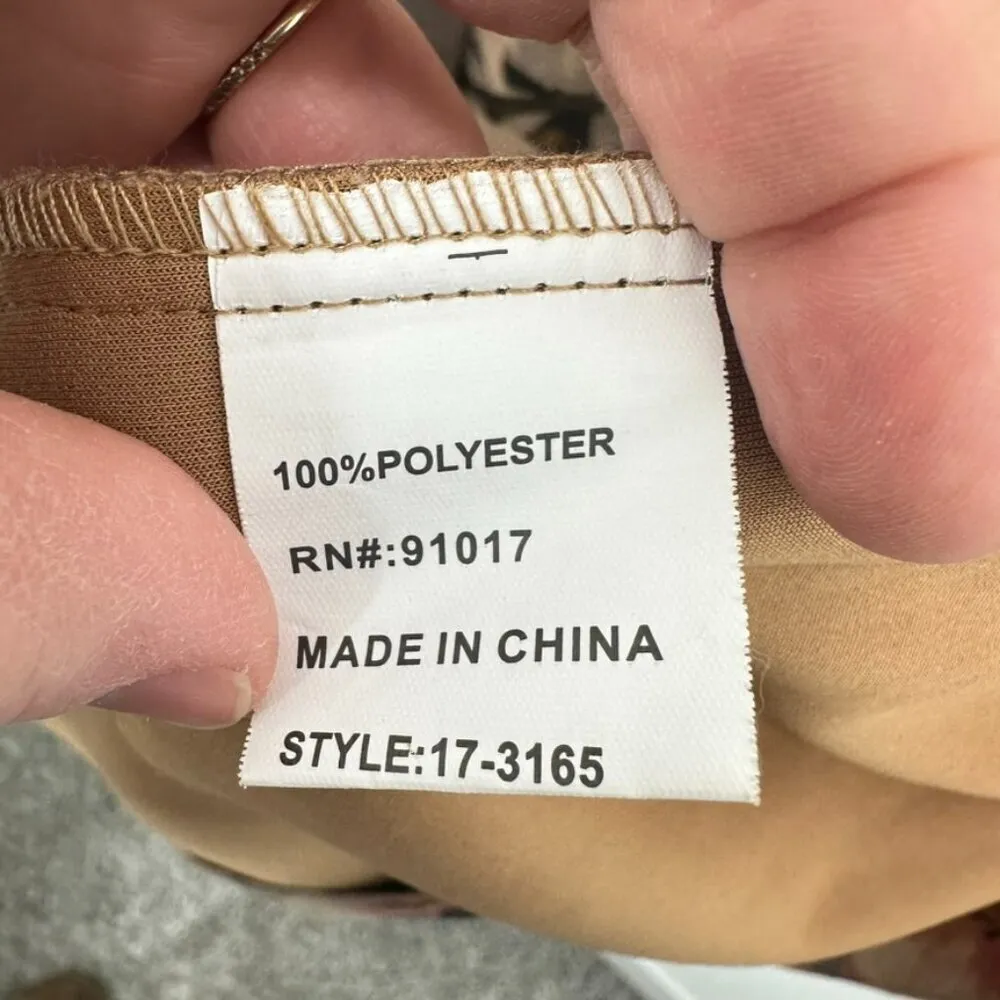 100%POLYESTER
RN#:91017
MADE IN CHINA
STYLE:17-3165